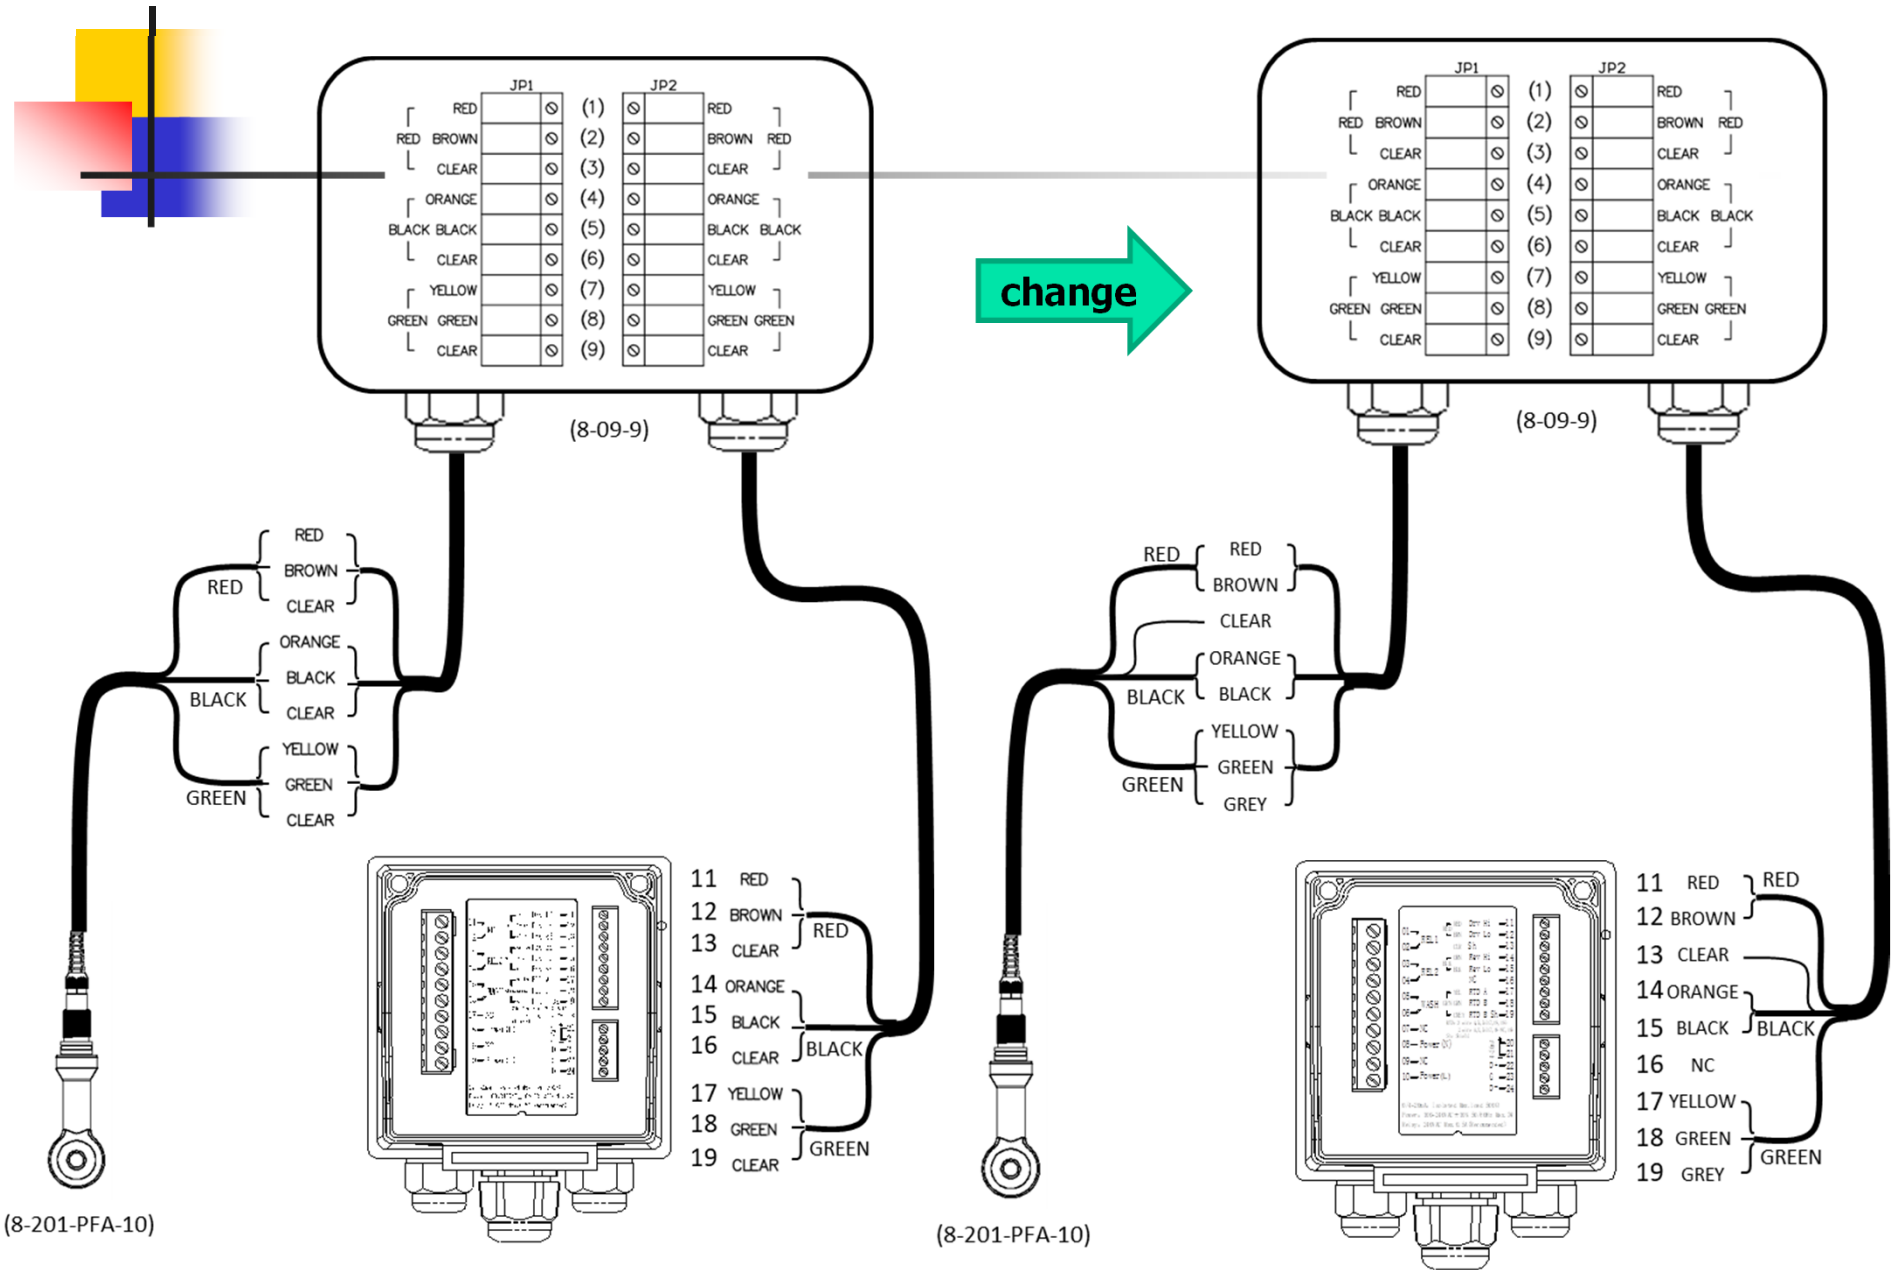 JP1 JP2
RED (1) RED
RED BROWN (2) BROWN RED
CLEAR (3) CLEAR
ORANGE (4) ORANGE
BLACK BLACK (5) BLACK BLACK
CLEAR (6) CLEAR
YELLOW (7) YELLOW
GREEN GREEN (8) GREEN GREEN
CLEAR (9) CLEAR
(8-09-9)
RED
BROWN
RED
CLEAR
ORANGE
BLACK
BLACK
CLEAR
YELLOW
GREEN
GREEN
CLEAR
(8-201-PFA-10)
11 RED
12 BROWN
RED
13 CLEAR
14 ORANGE
15 BLACK
BLACK
16 CLEAR
17 YELLOW
18 GREEN
GREEN
19 CLEAR
change
JP1 JP2
RED (1) RED
RED BROWN (2) BROWN RED
CLEAR (3) CLEAR
ORANGE (4) ORANGE
BLACK BLACK (5) BLACK BLACK
CLEAR (6) CLEAR
YELLOW (7) YELLOW
GREEN GREEN (8) GREEN GREEN
CLEAR (9) CLEAR
(8-09-9)
RED RED
BROWN
CLEAR
ORANGE
BLACK BLACK
YELLOW
GREEN
GREEN
GREY
(8-201-PFA-10)
11 RED RED
12 BROWN
13 CLEAR
14 ORANGE
15 BLACK BLACK
16 NC
17 YELLOW
18 GREEN
GREEN
19 GREY